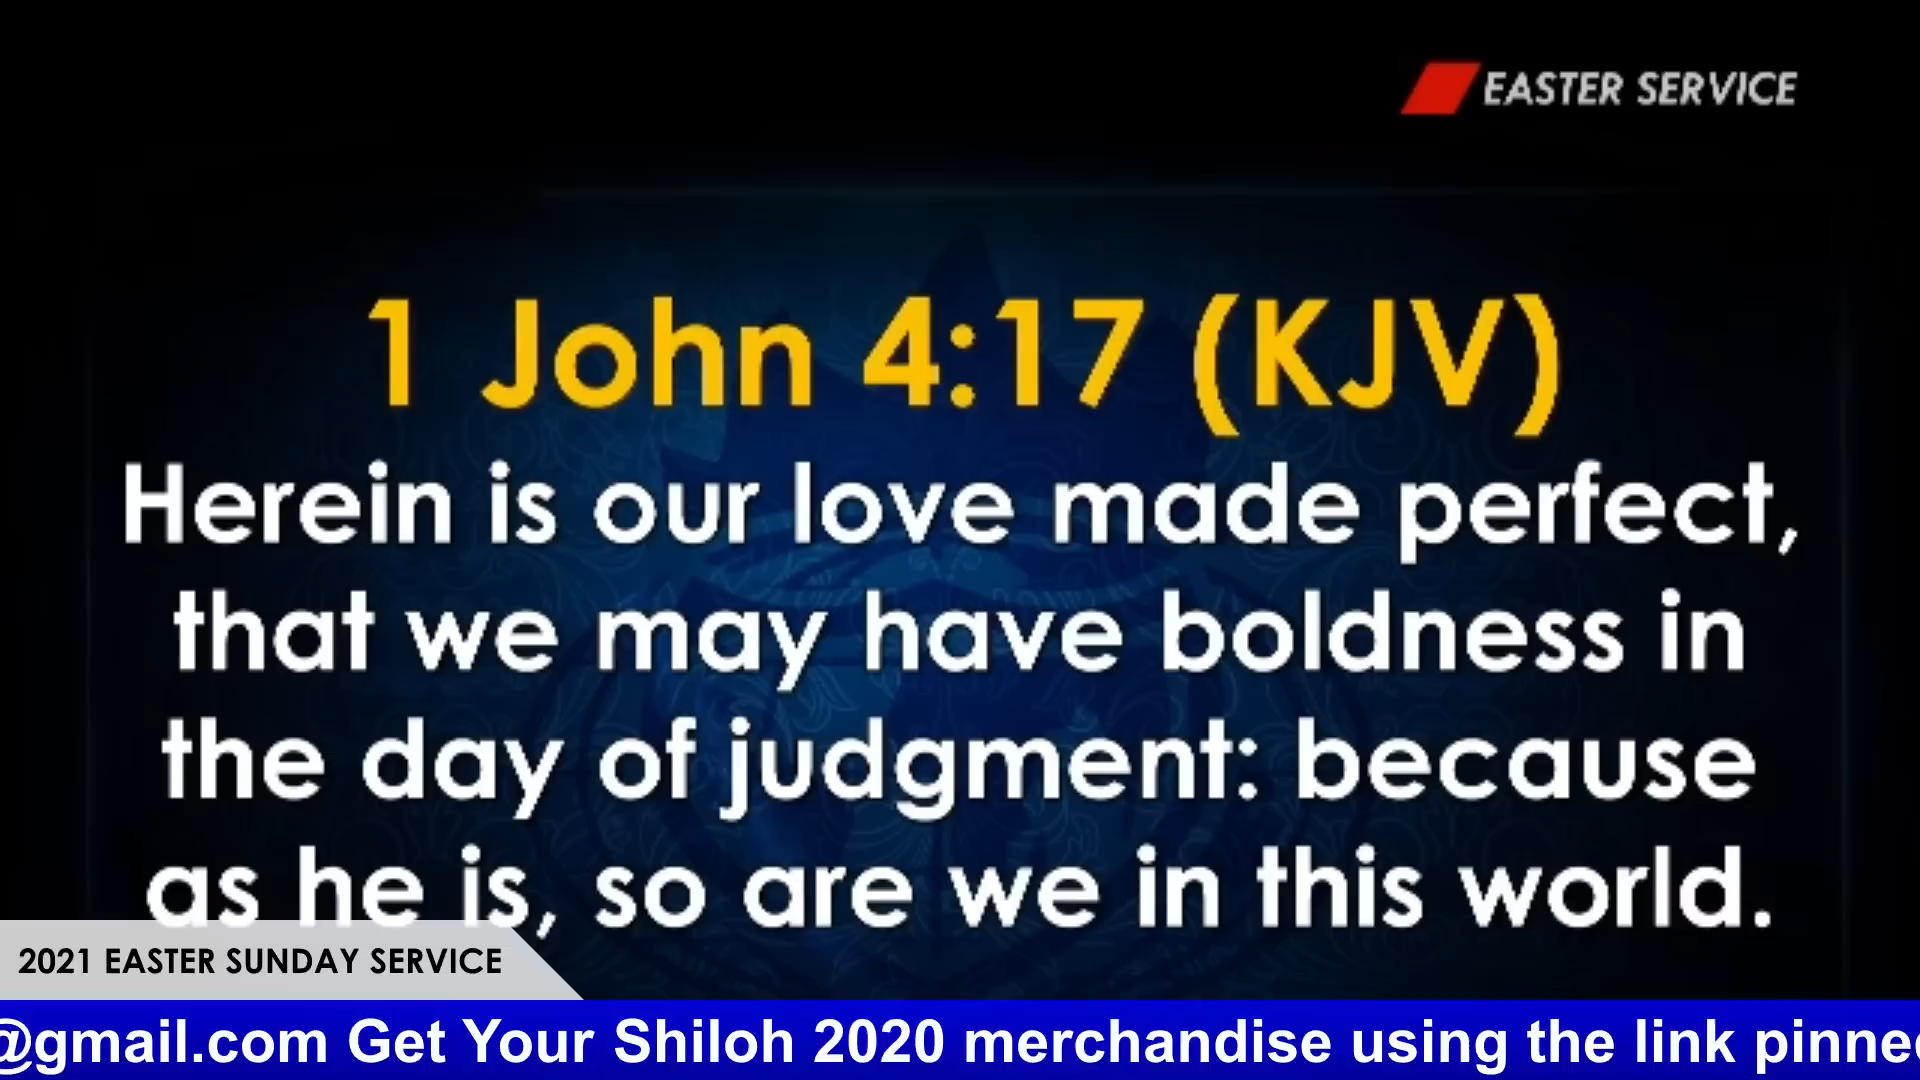 EASTER SERVICE
1 John 4:17 (KJV)
Herein is our love made perfect,
that we may have boldness in
the day of judgment: because
as he is, so are we in this world.
2021 EASTER SUNDAY SERVICE
@gmail.com Get Your Shiloh 2020 merchandise using the link pinned